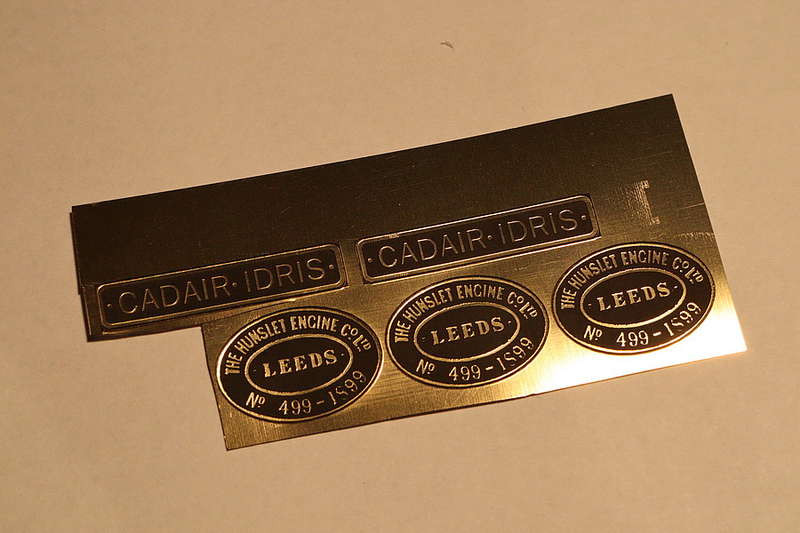 ·CADAIR·IDRIS·
·CADAIR·IDRIS·
THE HUNSLET ENGINE CO LTD
·LEEDS·
No 499-1899
THE HUNSLET ENGINE CO LTD
·LEEDS·
No 499-1899
THE HUNSLET ENGINE CO LTD
·LEEDS·
No 499-1899